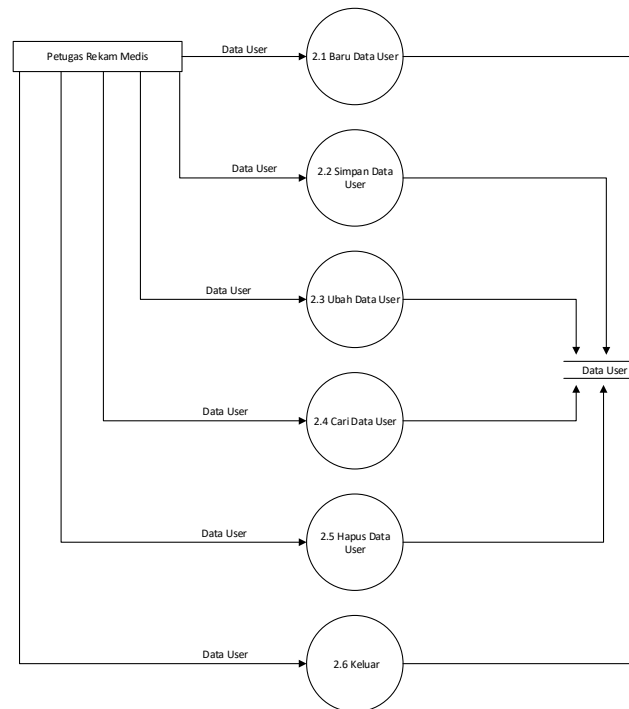 Petugas Rekam Medis
Data User
2.1 Baru Data User
Data User
2.2 Simpan Data
User
Data User
2.3 Ubah Data User
Data User
Data User
2.4 Cari Data User
Data User
2.5 Hapus Data
User
Data User
2.6 Keluar